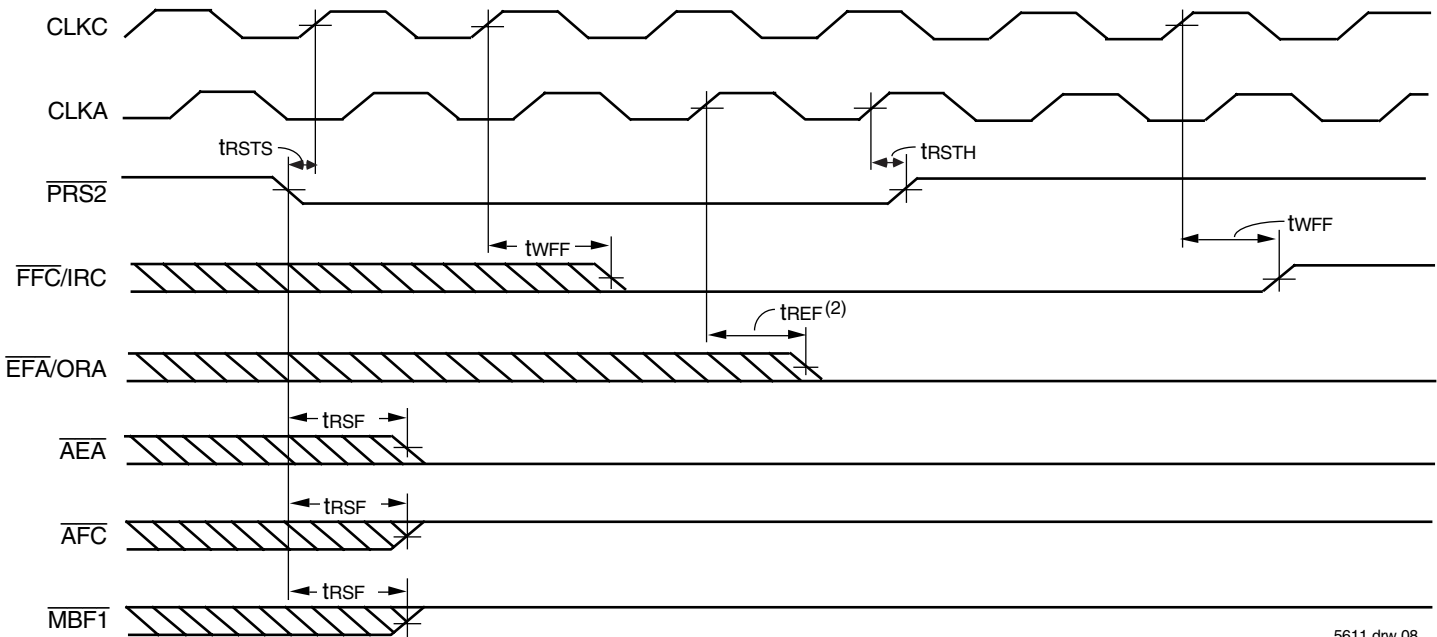 CLKC
CLKA
tRSTS
tRSTH
PRS2
tWFF
tWFF
FFC/IRC
tREF(2)
EFA/ORA
tRSF
AEA
tRSF
AFC
tRSF
MBF1
5611 drw 08